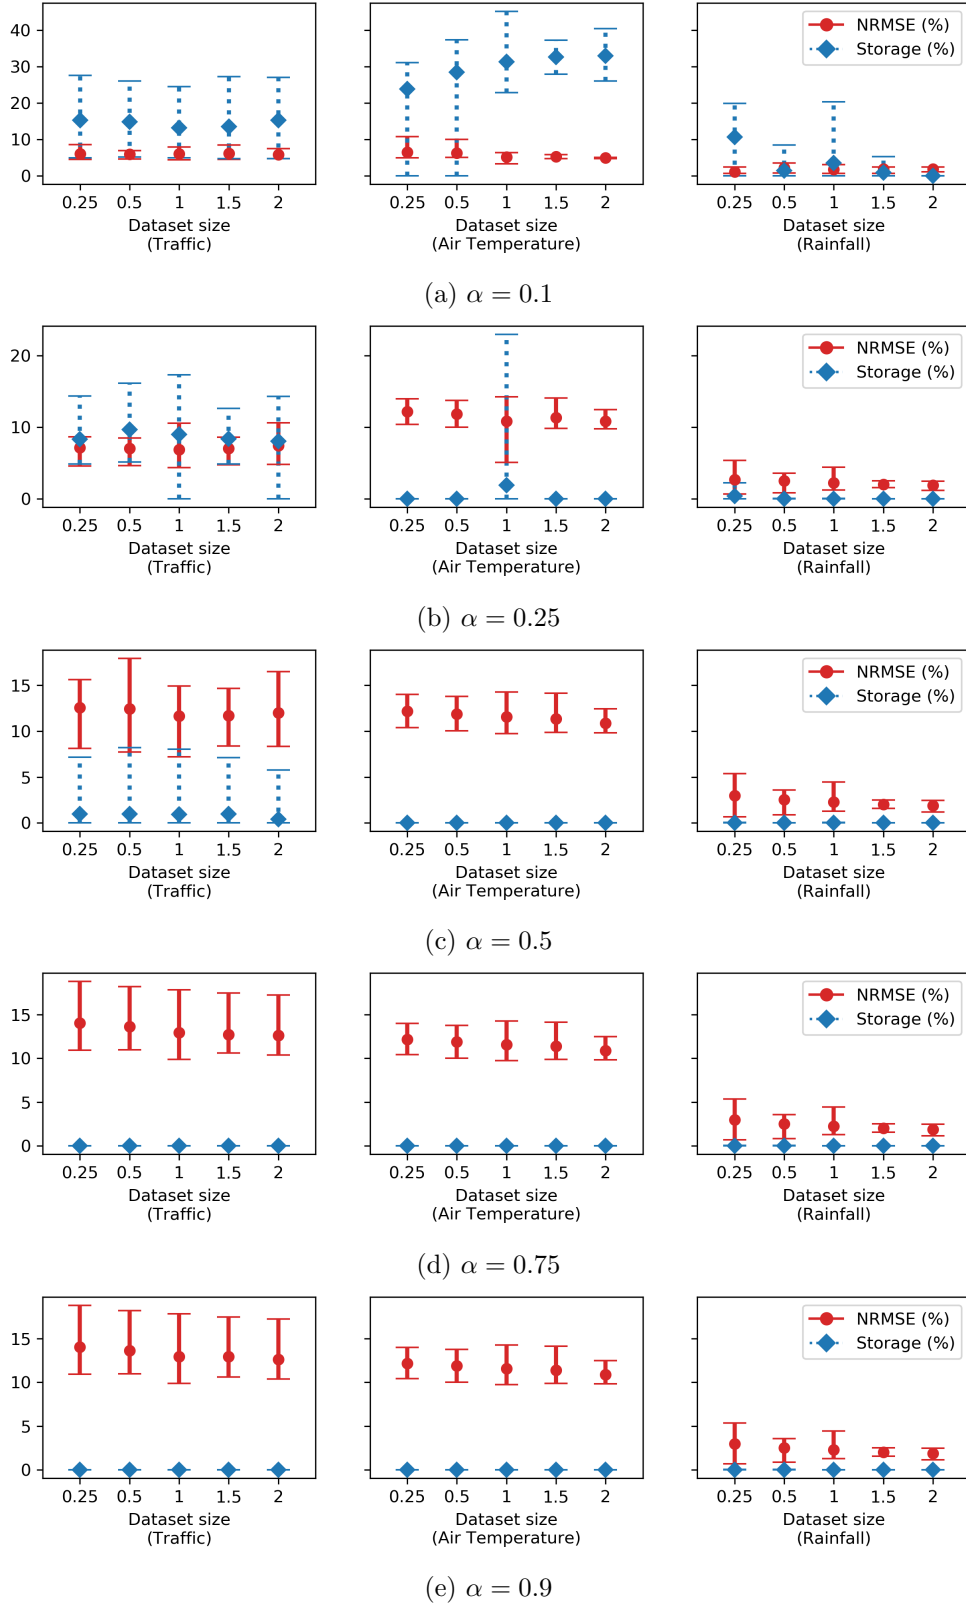 NRMSE (%)
Storage (%)
40
30
20
10
0
0.25 0.5 1 1.5 2
Dataset size
(Traffic)
0.25 0.5 1 1.5 2
Dataset size
(Air Temperature)
0.25 0.5 1 1.5 2
Dataset size
(Rainfall)
(a) α = 0.1
NRMSE (%)
Storage (%)
20
10
0
0.25 0.5 1 1.5 2
Dataset size
(Traffic)
0.25 0.5 1 1.5 2
Dataset size
(Air Temperature)
0.25 0.5 1 1.5 2
Dataset size
(Rainfall)
(b) α = 0.25
NRMSE (%)
Storage (%)
15
10
5
0
0.25 0.5 1 1.5 2
Dataset size
(Traffic)
0.25 0.5 1 1.5 2
Dataset size
(Air Temperature)
0.25 0.5 1 1.5 2
Dataset size
(Rainfall)
(c) α = 0.5
NRMSE (%)
Storage (%)
15
10
5
0
0.25 0.5 1 1.5 2
Dataset size
(Traffic)
0.25 0.5 1 1.5 2
Dataset size
(Air Temperature)
0.25 0.5 1 1.5 2
Dataset size
(Rainfall)
(d) α = 0.75
NRMSE (%)
Storage (%)
15
10
5
0
0.25 0.5 1 1.5 2
Dataset size
(Traffic)
0.25 0.5 1 1.5 2
Dataset size
(Air Temperature)
0.25 0.5 1 1.5 2
Dataset size
(Rainfall)
(e) α = 0.9